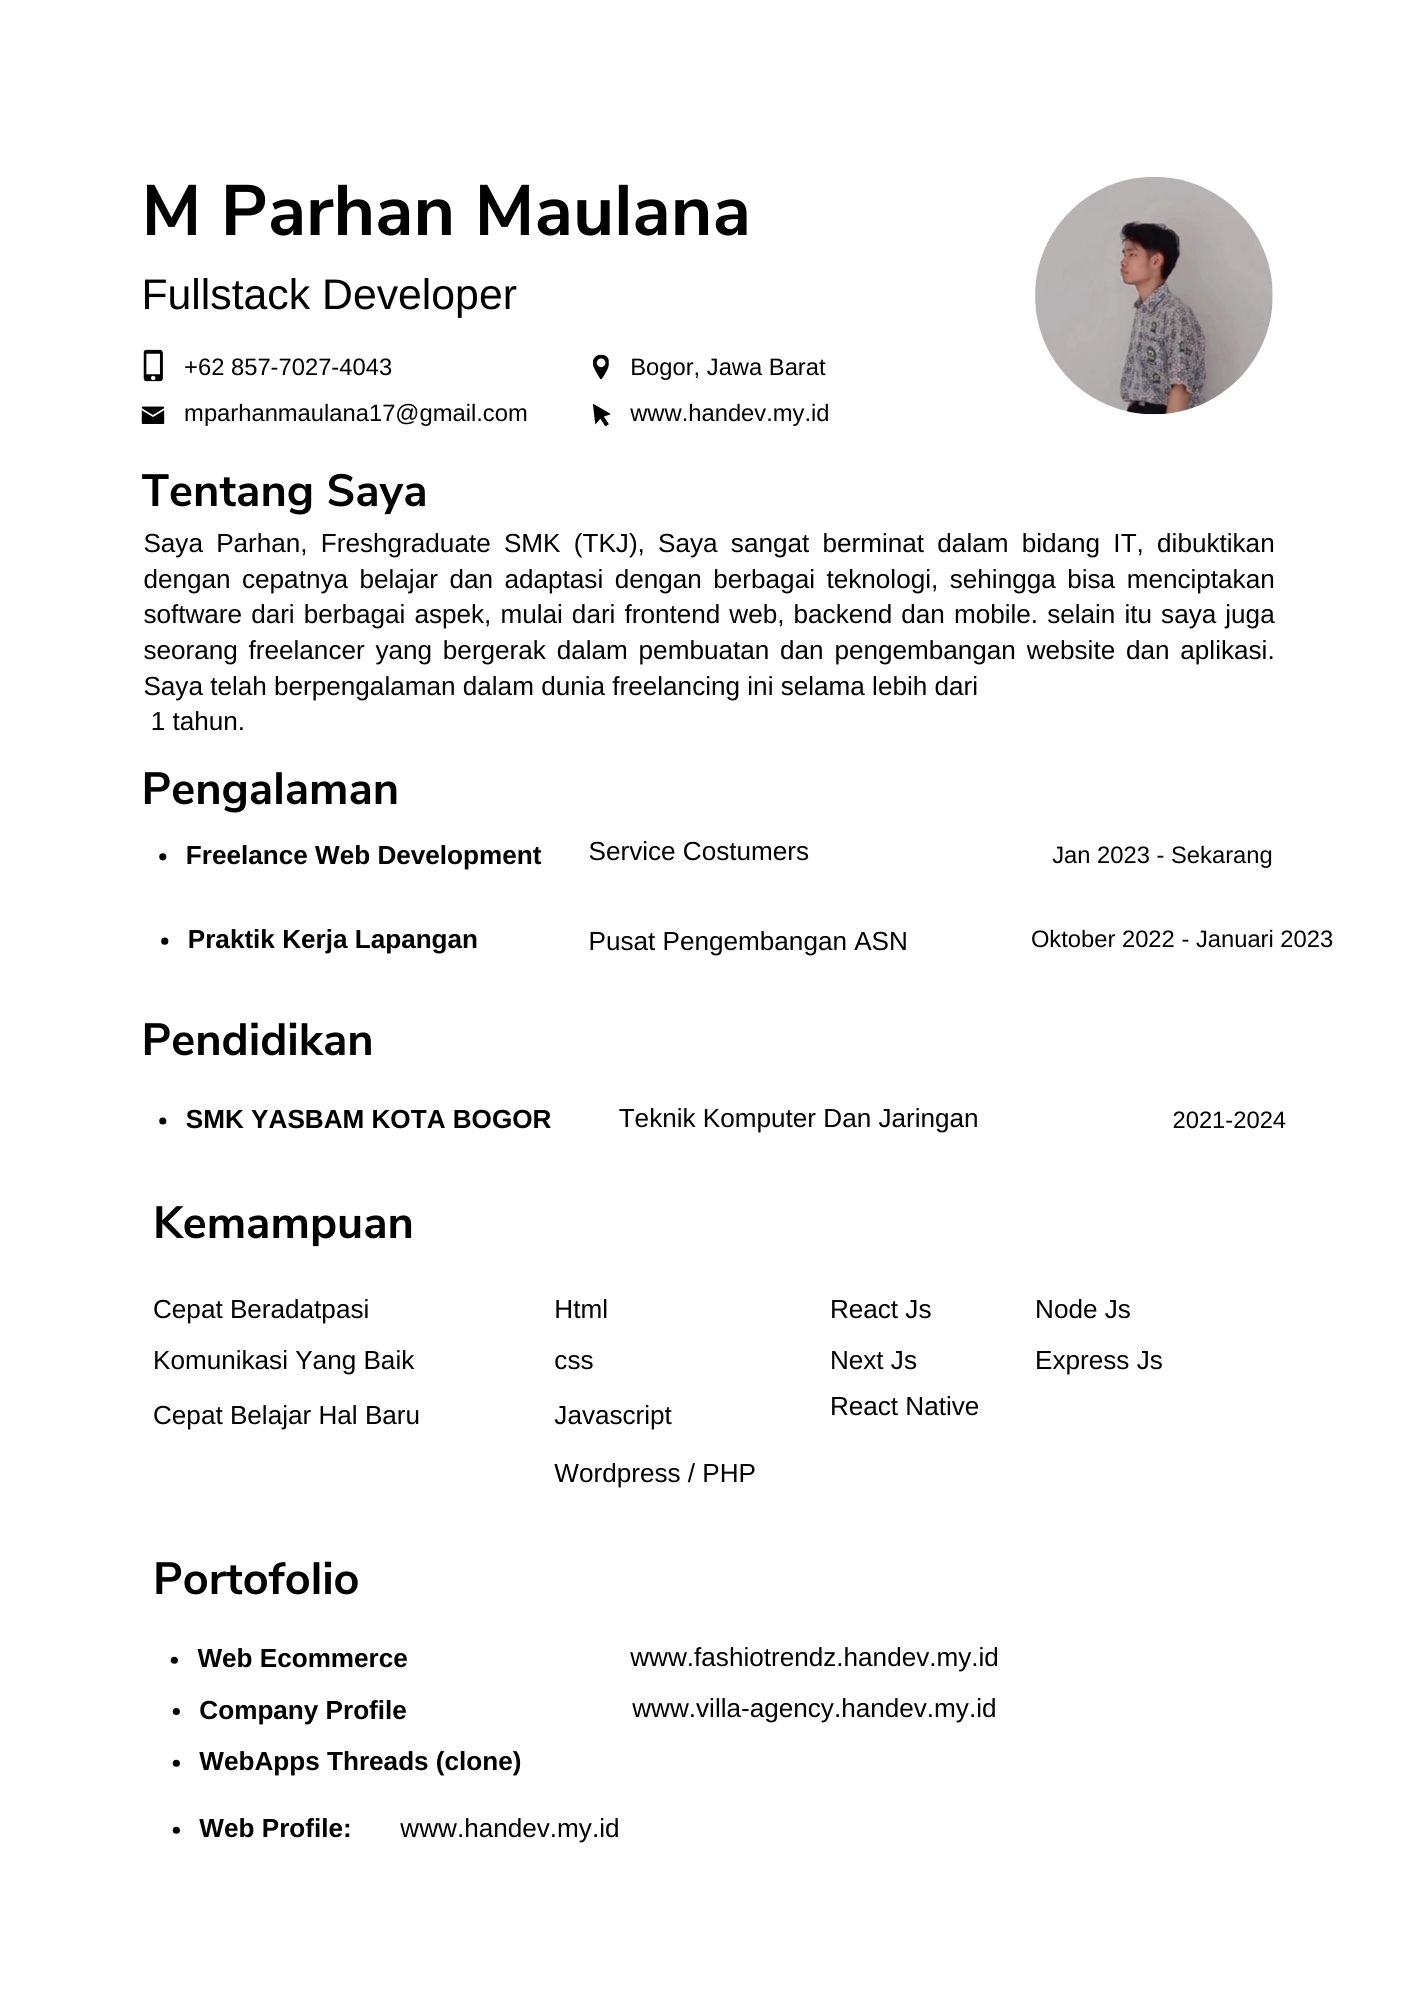 M Parhan Maulana
Fullstack Developer
+62 857-7027-4043 Bogor, Jawa Barat
mparhanmaulana17@gmail.com www.handev.my.id
Tentang Saya
Saya Parhan, Freshgraduate SMK (TKJ), Saya sangat berminat dalam bidang IT, dibuktikan
dengan cepatnya belajar dan adaptasi dengan berbagai teknologi, sehingga bisa menciptakan
software dari berbagai aspek, mulai dari frontend web, backend dan mobile. selain itu saya juga
seorang freelancer yang bergerak dalam pembuatan dan pengembangan website dan aplikasi.
Saya telah berpengalaman dalam dunia freelancing ini selama lebih dari
1 tahun.
Pengalaman
• Freelance Web Development Service Costumers Jan 2023 - Sekarang
• Praktik Kerja Lapangan Pusat Pengembangan ASN Oktober 2022 - Januari 2023
Pendidikan
• SMK YASBAM KOTA BOGOR Teknik Komputer Dan Jaringan 2021-2024
Kemampuan
Cepat Beradatpasi Html React Js Node Js
Komunikasi Yang Baik css Next Js Express Js
Cepat Belajar Hal Baru Javascript React Native
Wordpress / PHP
Portofolio
• Web Ecommerce www.fashiotrendz.handev.my.id
• Company Profile www.villa-agency.handev.my.id
• WebApps Threads (clone)
• Web Profile: www.handev.my.id